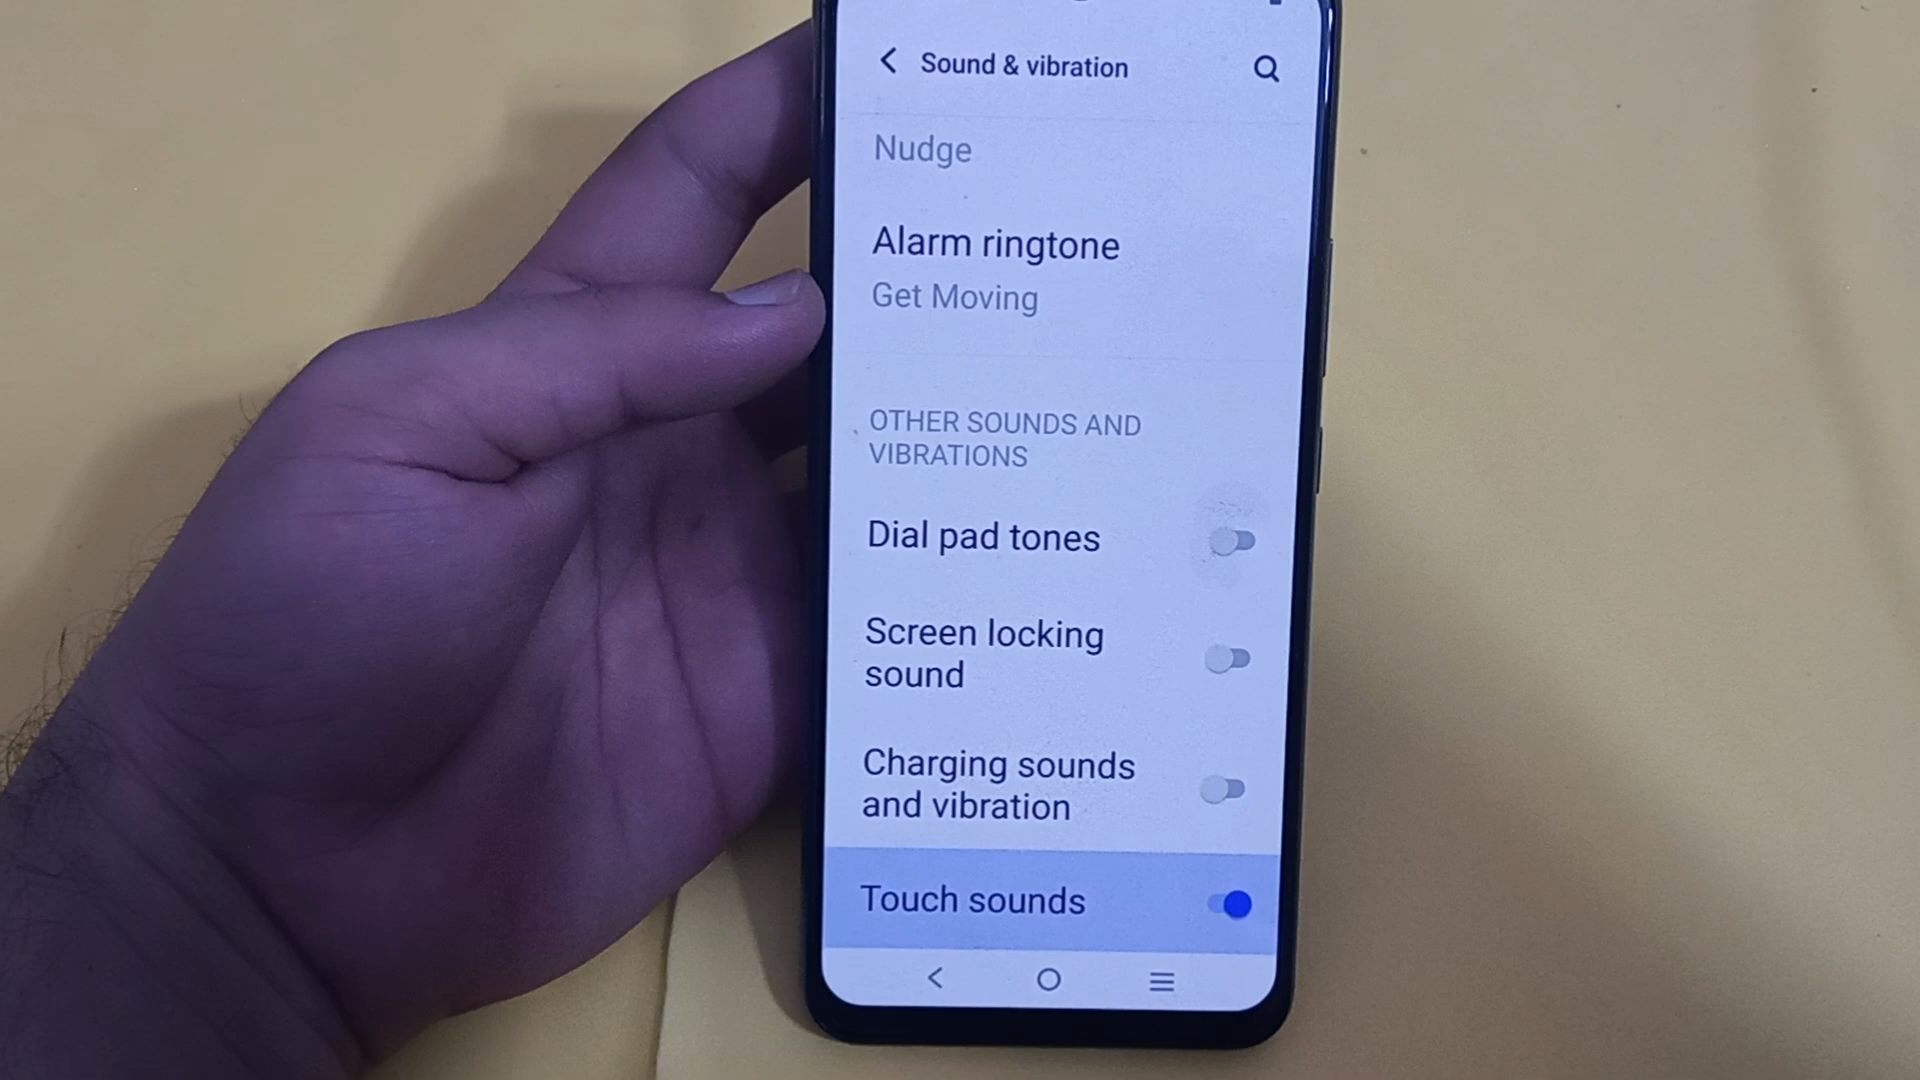 Sound & vibration
Nudge
Alarm ringtone
Get Moving
OTHER SOUNDS AND
VIBRATIONS
Dial pad tones
Screen locking
sound
Charging sounds
and vibration
Touch sounds